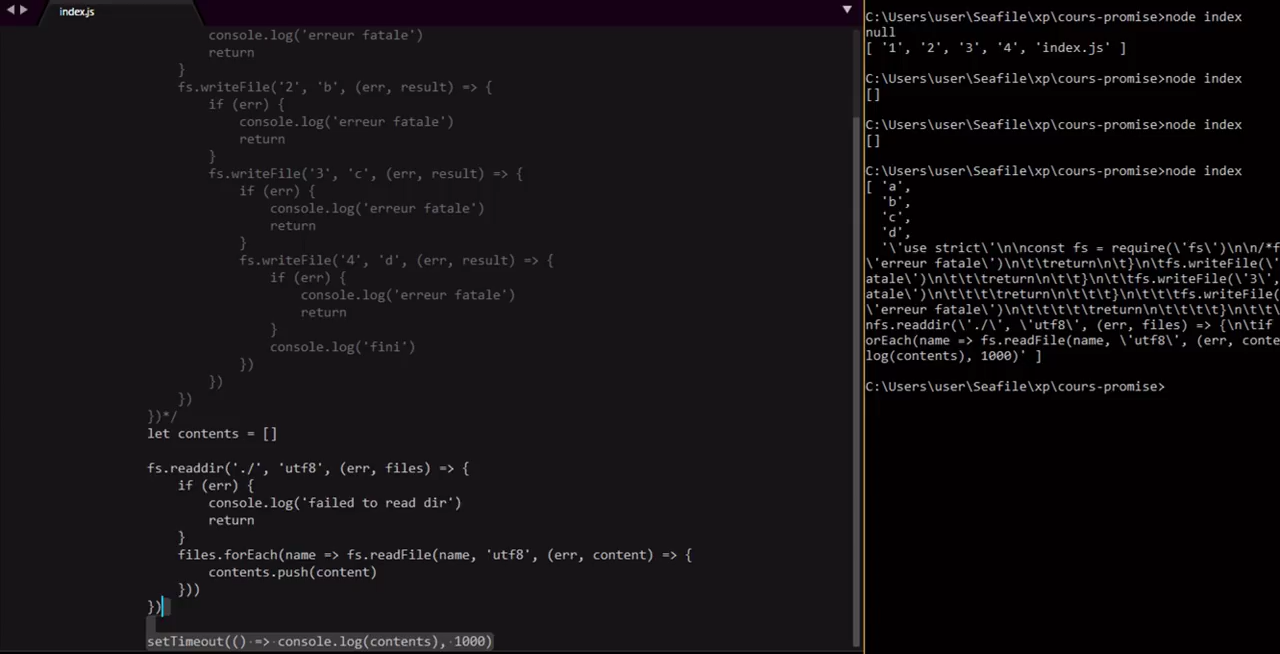 index.js
console.log('erreur fatale')
return
}
fs.writeFile('2', 'b', (err, result) => {
if (err) {
console.log('erreur fatale')
return
}
fs.writeFile('3', 'c', (err, result) => {
if (err) {
console.log('erreur fatale')
return
}
fs.writeFile('4', 'd', (err, result) => {
if (err) {
console.log('erreur fatale')
return
}
console.log('fini')
})
})
})
})*/
let contents = []
fs.readdir('./', 'utf8', (err, files) => {
if (err) {
console.log('failed to read dir')
return
}
files.forEach(name => fs.readFile(name, 'utf8', (err, content) => {
contents.push(content)
}))
})
setTimeout(() => console.log(contents), 1000)
C:\Users\user\Seafile\xp\cours-promise>node index
null
[ '1', '2', '3', '4', 'index.js' ]
C:\Users\user\Seafile\xp\cours-promise>node index
[]
C:\Users\user\Seafile\xp\cours-promise>node index
[]
C:\Users\user\Seafile\xp\cours-promise>node index
[ 'a',
'b',
'c',
'd',
'\'use strict\'\n\nconst fs = require(\'fs\')\n\n/*f
\'erreur fatale\')\n\t\treturn\n\t}\n\tfs.writeFile(\'
atale\')\n\t\t\treturn\n\t\t}\n\t\tfs.writeFile(\'3\',
atale\')\n\t\t\t\treturn\n\t\t\t}\n\t\t\tfs.writeFile(
\'erreur fatale\')\n\t\t\t\t\treturn\n\t\t\t\t}\n\t\t\
nfs.readdir(\'./\', \'utf8\', (err, files) => {\n\tif
orEach(name => fs.readFile(name, \'utf8\', (err, conte
log(contents), 1000)' ]
C:\Users\user\Seafile\xp\cours-promise>